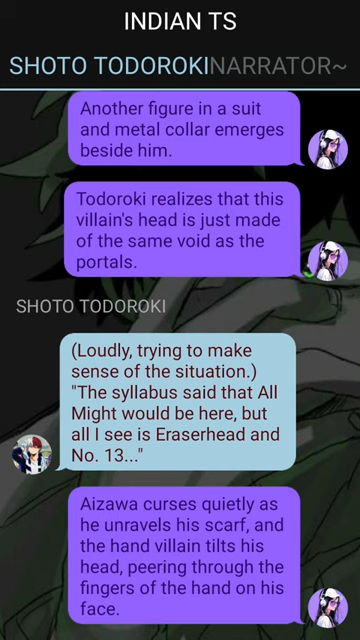 INDIAN TS
SHOTO TODOROKI NARRATOR~
Another figure in a suit
and metal collar emerges
beside him.
Todoroki realizes that this
villain's head is just made
of the same void as the
portals.
SHOTO TODOROKI
(Loudly, trying to make
sense of the situation.)
"The syllabus said that All
Might would be here, but
all I see is Eraserhead and
No. 13..."
Aizawa curses quietly as
he unravels his scarf, and
the hand villain tilts his
head, peering through the
fingers of the hand on his
face.